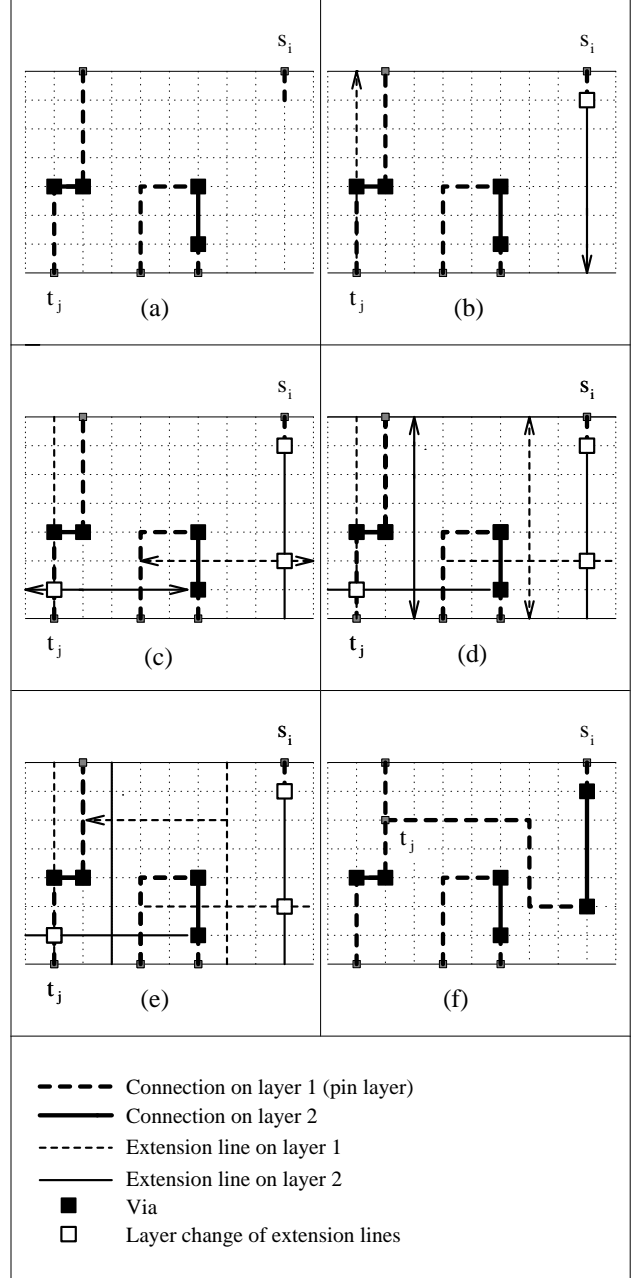 s i
s i
t j
(a)
t j
(b)
s i
s i
t j
(c)
t j
(d)
s i
s i
t j
t j
(e)
(f)
Connection on layer 1 (pin layer)
Connection on layer 2
Extension line on layer 1
Extension line on layer 2
Via
Layer change of extension lines